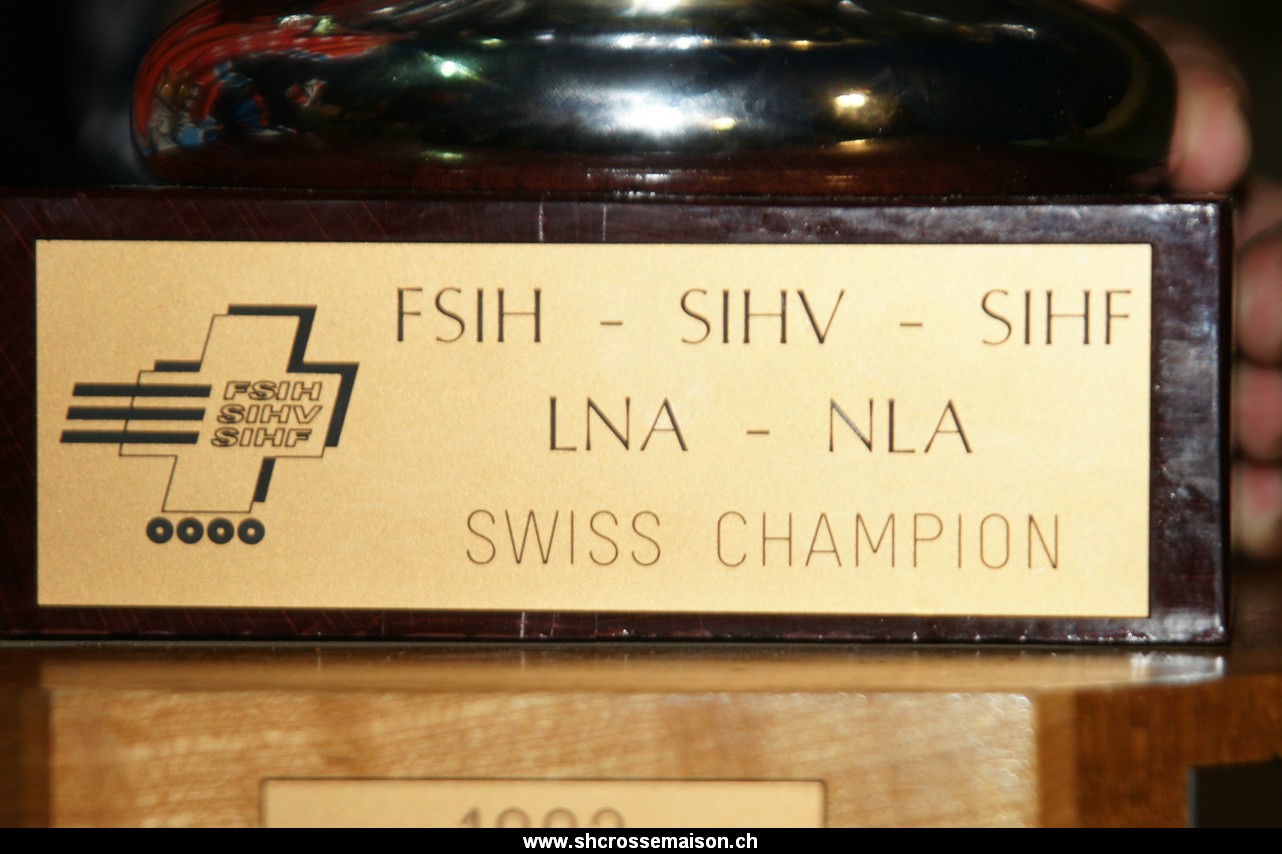 FSIH - SIHV - SIHF
FSIH
SIHV
SIHF
LNA - NLA
SWISS CHAMPION
www.shcrossemaison.ch